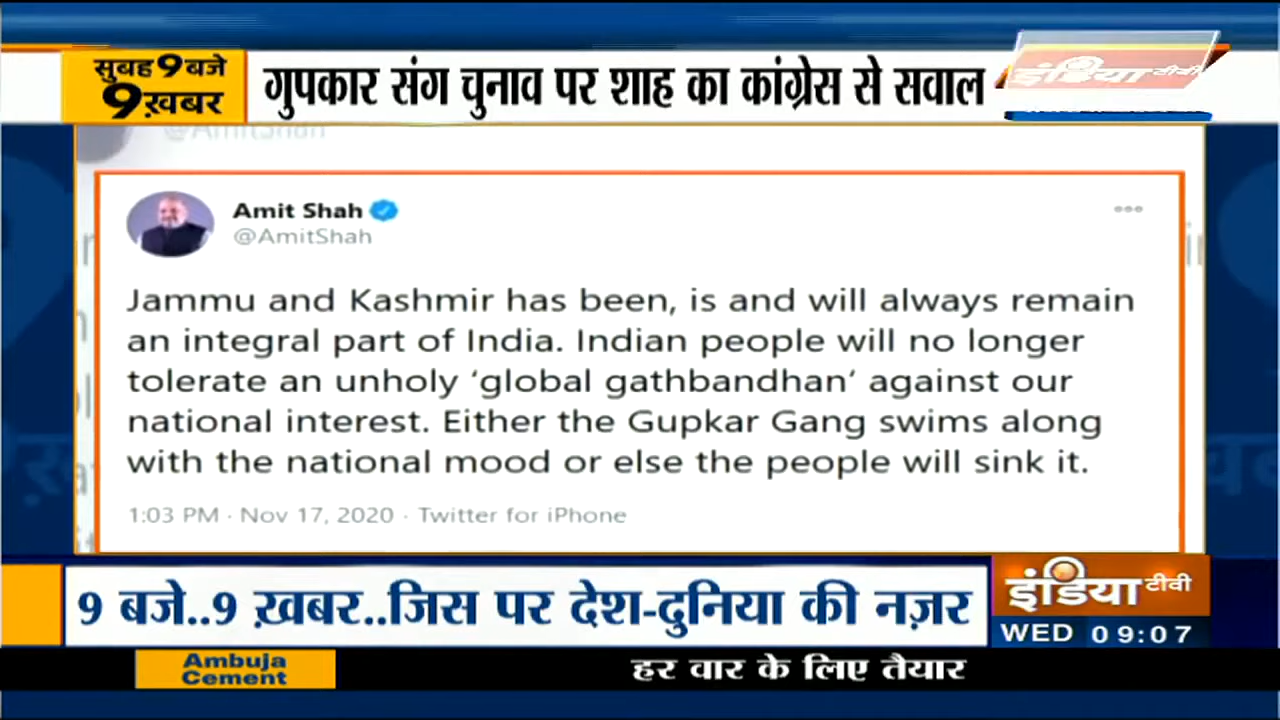 सुबह 9 बजे
9 ख़बर
गुपकार संग चुनाव पर शाह का कांग्रेस से सवाल
इंडिया टीवी
@AmitShah
Amit Shah
@AmitShah
Jammu and Kashmir has been, is and will always remain
an integral part of India. Indian people will no longer
tolerate an unholy ‘global gathbandhan’ against our
national interest. Either the Gupkar Gang swims along
with the national mood or else the people will sink it.
1:03 PM · Nov 17, 2020 · Twitter for iPhone
9 बजे..9 ख़बर..जिस पर देश-दुनिया की नज़र
इंडिया टीवी
WED 09:07
Ambuja
Cement
हर वार के लिए तैयार